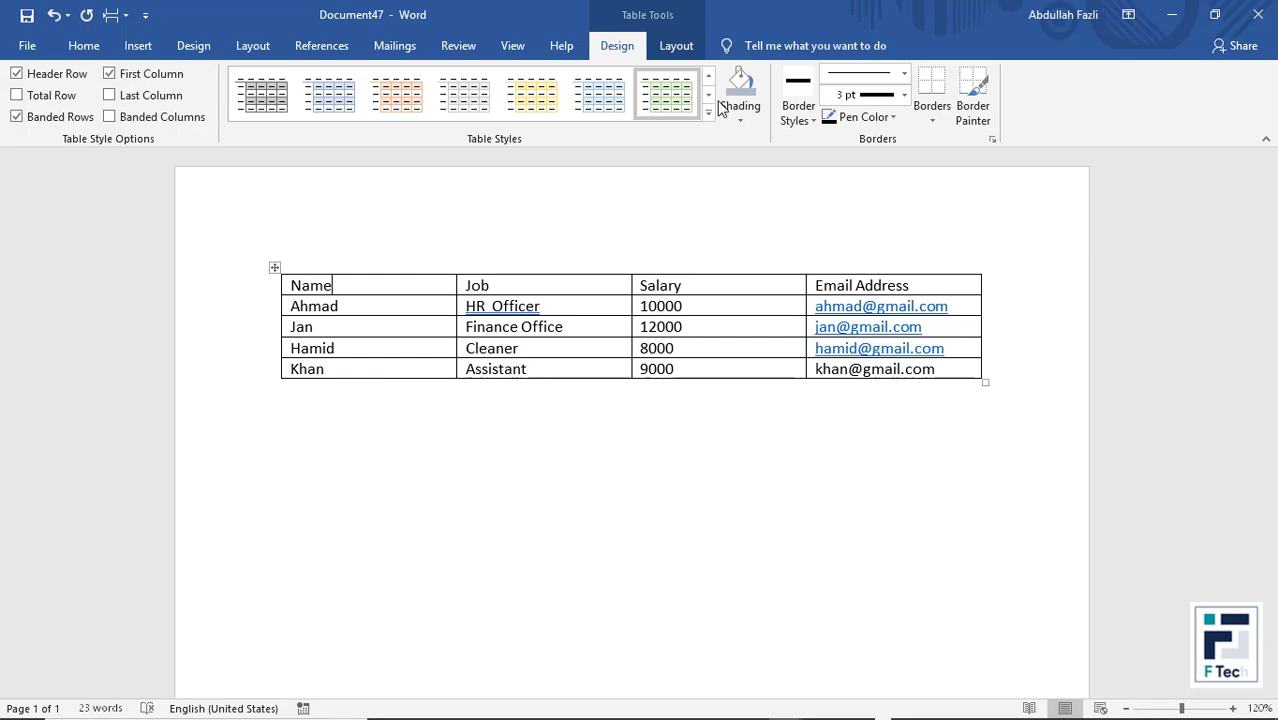 Document47 - Word
Table Tools
Abdullah Fazli
File Home Insert Design Layout References Mailings Review View Help Design Layout Tell me what you want to do Share
Header Row First Column
Total Row Last Column
Banded Rows Banded Columns
Table Style Options
Table Styles
Shading
Border Styles
3 pt
Pen Color
Borders
Border Painter
Borders
Name Job Salary Email Address
Ahmad HR  Officer 10000 ahmad@gmail.com
Jan Finance Office 12000 jan@gmail.com
Hamid Cleaner 8000 hamid@gmail.com
Khan Assistant 9000 khan@gmail.com
F Tech
Page 1 of 1 23 words English (United States) 120%